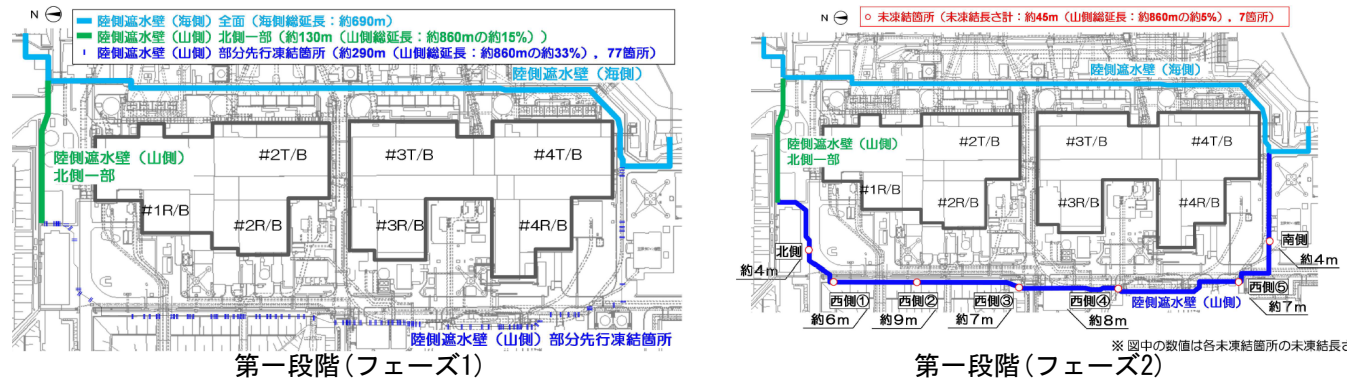 N
陸側遮水壁（海側）全面（海側総延長：約690m）
陸側遮水壁（山側）北側一部（約130m（山側総延長：約860mの約15%））
陸側遮水壁（山側）部分先行凍結箇所（約290m（山側総延長：約860mの約33%），77箇所）
陸側遮水壁（海側）
陸側遮水壁（山側）
北側一部
#2T/B
#3T/B
#4T/B
#1R/B
#2R/B
#3R/B
#4R/B
陸側遮水壁（山側）部分先行凍結箇所
第一段階(フェーズ1)
N
未凍結箇所（未凍結長さ計：約45m（山側総延長：約860mの約5%），7箇所）
陸側遮水壁（海側）
陸側遮水壁（山側）
北側一部
#2T/B
#3T/B
#4T/B
#1R/B
#2R/B
#3R/B
#4R/B
北側
約4m
南側
約4m
西側①
約6m
西側②
約9m
西側③
約7m
西側④
約8m
西側⑤
約7m
陸側遮水壁（山側）
※ 図中の数値は各未凍結箇所の未凍結長さ
第一段階(フェーズ2)